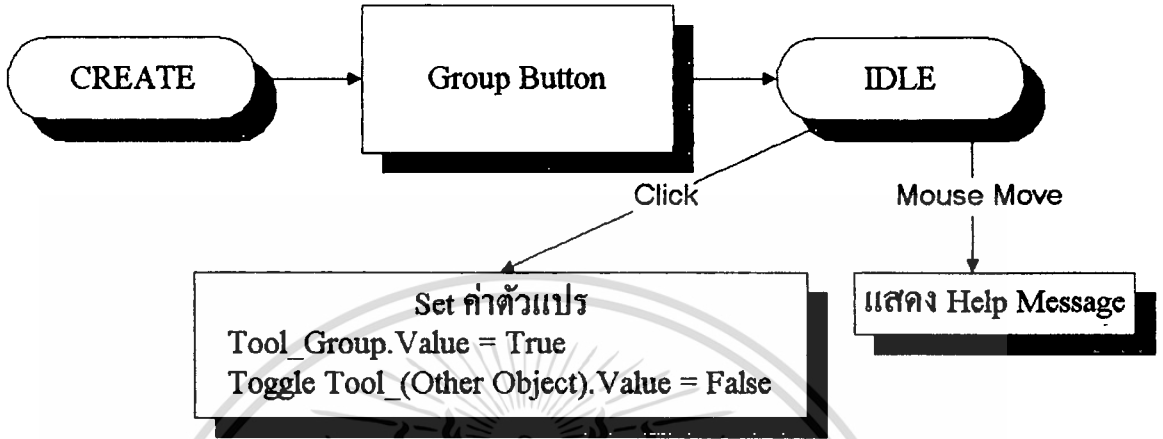 CREATE
Group Button
IDLE
Click
Mouse Move
Set ค่าตัวแปร
Tool_Group.Value = True
Toggle Tool_(Other Object).Value = False
แสดง Help Message